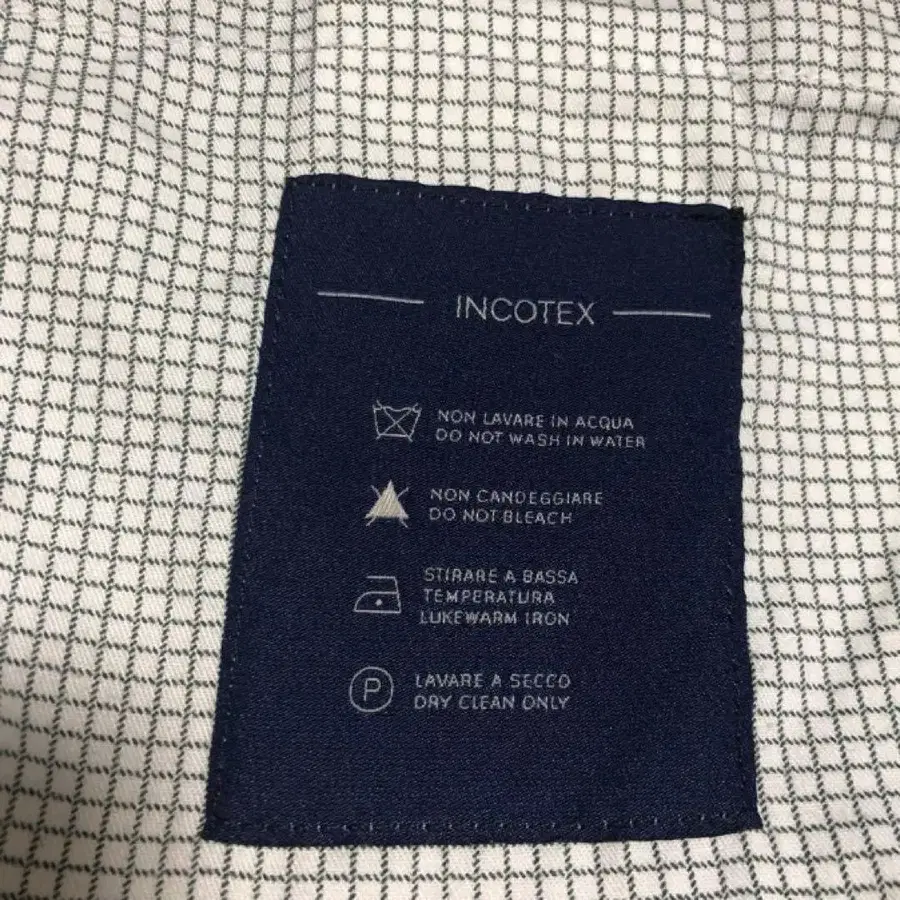 INCOTEX
NON LAVARE IN ACQUA
DO NOT WASH IN WATER
NON CANDEGGIARE
DO NOT BLEACH
STIRARE A BASSA
TEMPERATURA
LUKEWARM IRON
P
LAVARE A SECCO
DRY CLEAN ONLY